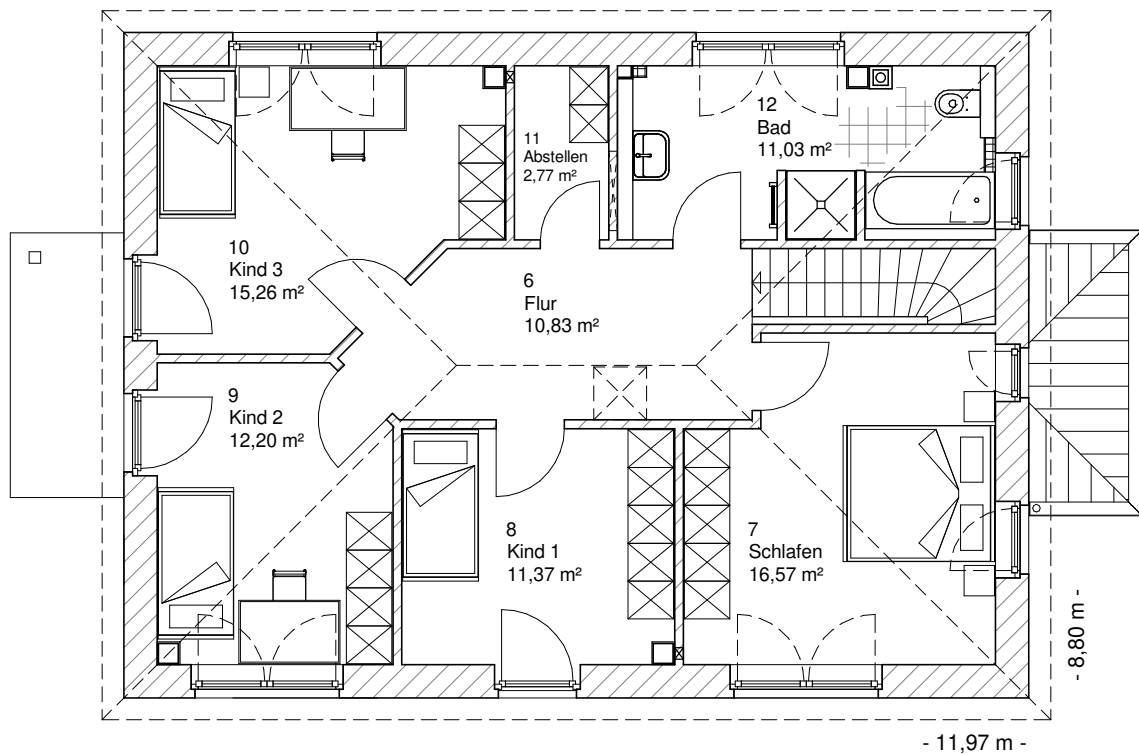 12
Bad
11,03 m²
11
Abstellen
2,77 m²
10
Kind 3
15,26 m²
6
Flur
10,83 m²
9
Kind 2
12,20 m²
8
Kind 1
11,37 m²
7
Schlafen
16,57 m²
- 8,80 m -
- 11,97 m -